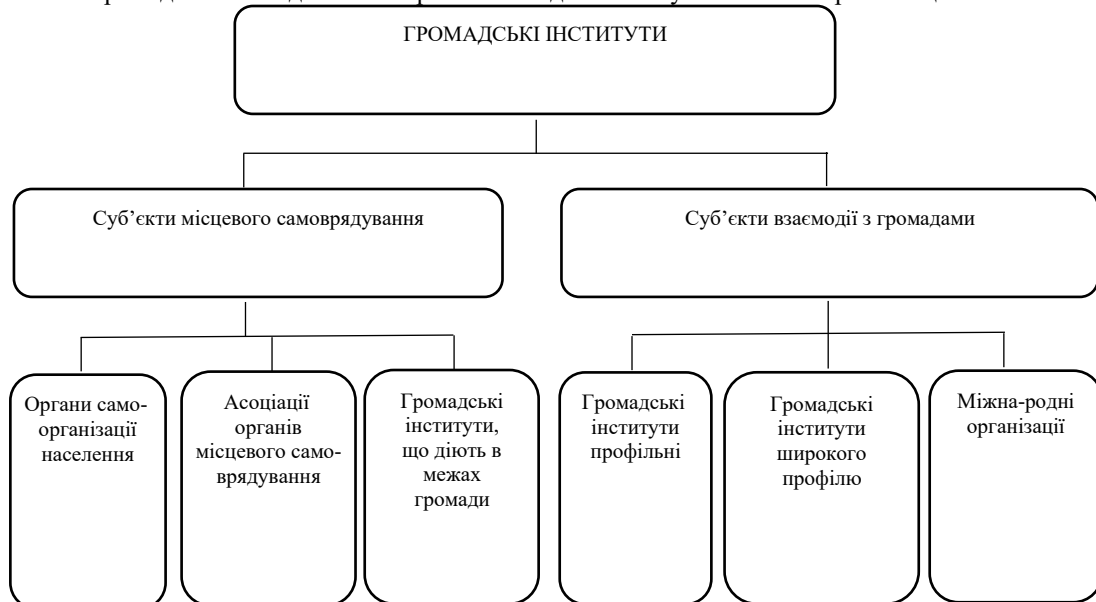 ГРОМАДСЬКІ ІНСТИТУТИ
Суб’єкти місцевого самоврядування
Суб’єкти взаємодії з громадами
Органи само-
організації
населення
Асоціації
органів
місцевого само-
врядування
Громадські
інститути,
що діють в
межах
громади
Громадські
інститути
профільні
Громадські
інститути
широкого
профілю
Міжна-родні
організації